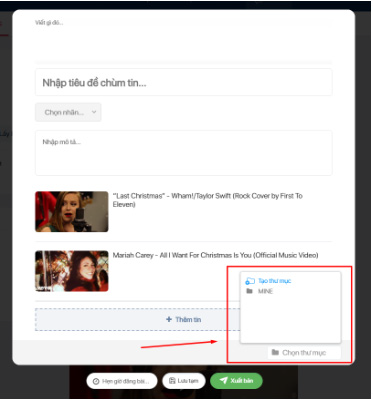 Viết gì đó...
Nhập tiêu đề chùm tin...
Chọn nhãn...
Nhập mô tả...
"Last Christmas" - Wham!/Taylor Swift (Rock Cover by First To
Eleven)
Mariah Carey - All I Want For Christmas Is You (Official Music Video)
Tạo thư mục
MINE
+ Thêm tin
Chọn thư mục
Hẹn giờ đăng bài...
Lưu tạm
Xuất bản